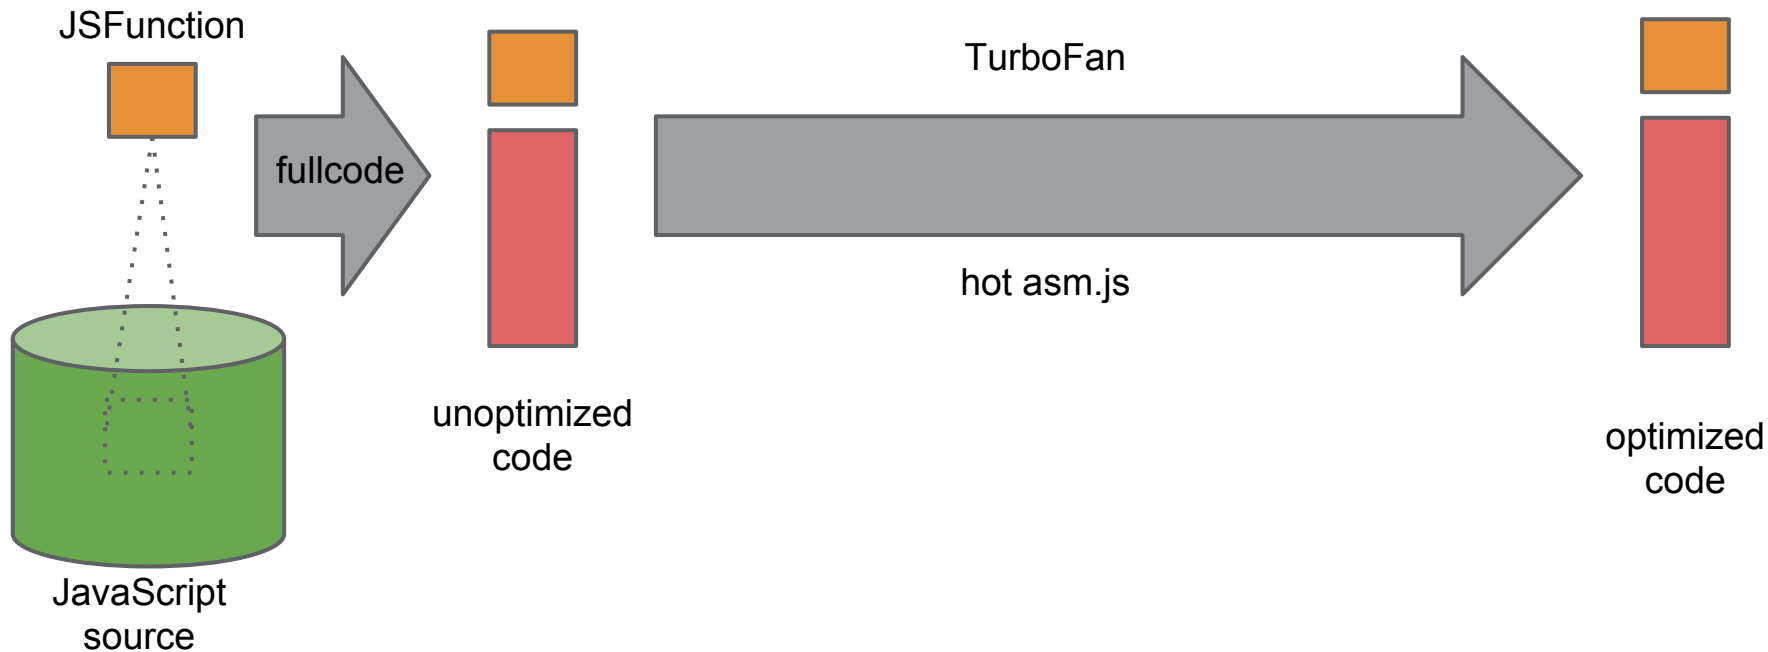 JSFunction
fullcode
unoptimized
code
TurboFan
hot asm.js
optimized
code
JavaScript
source